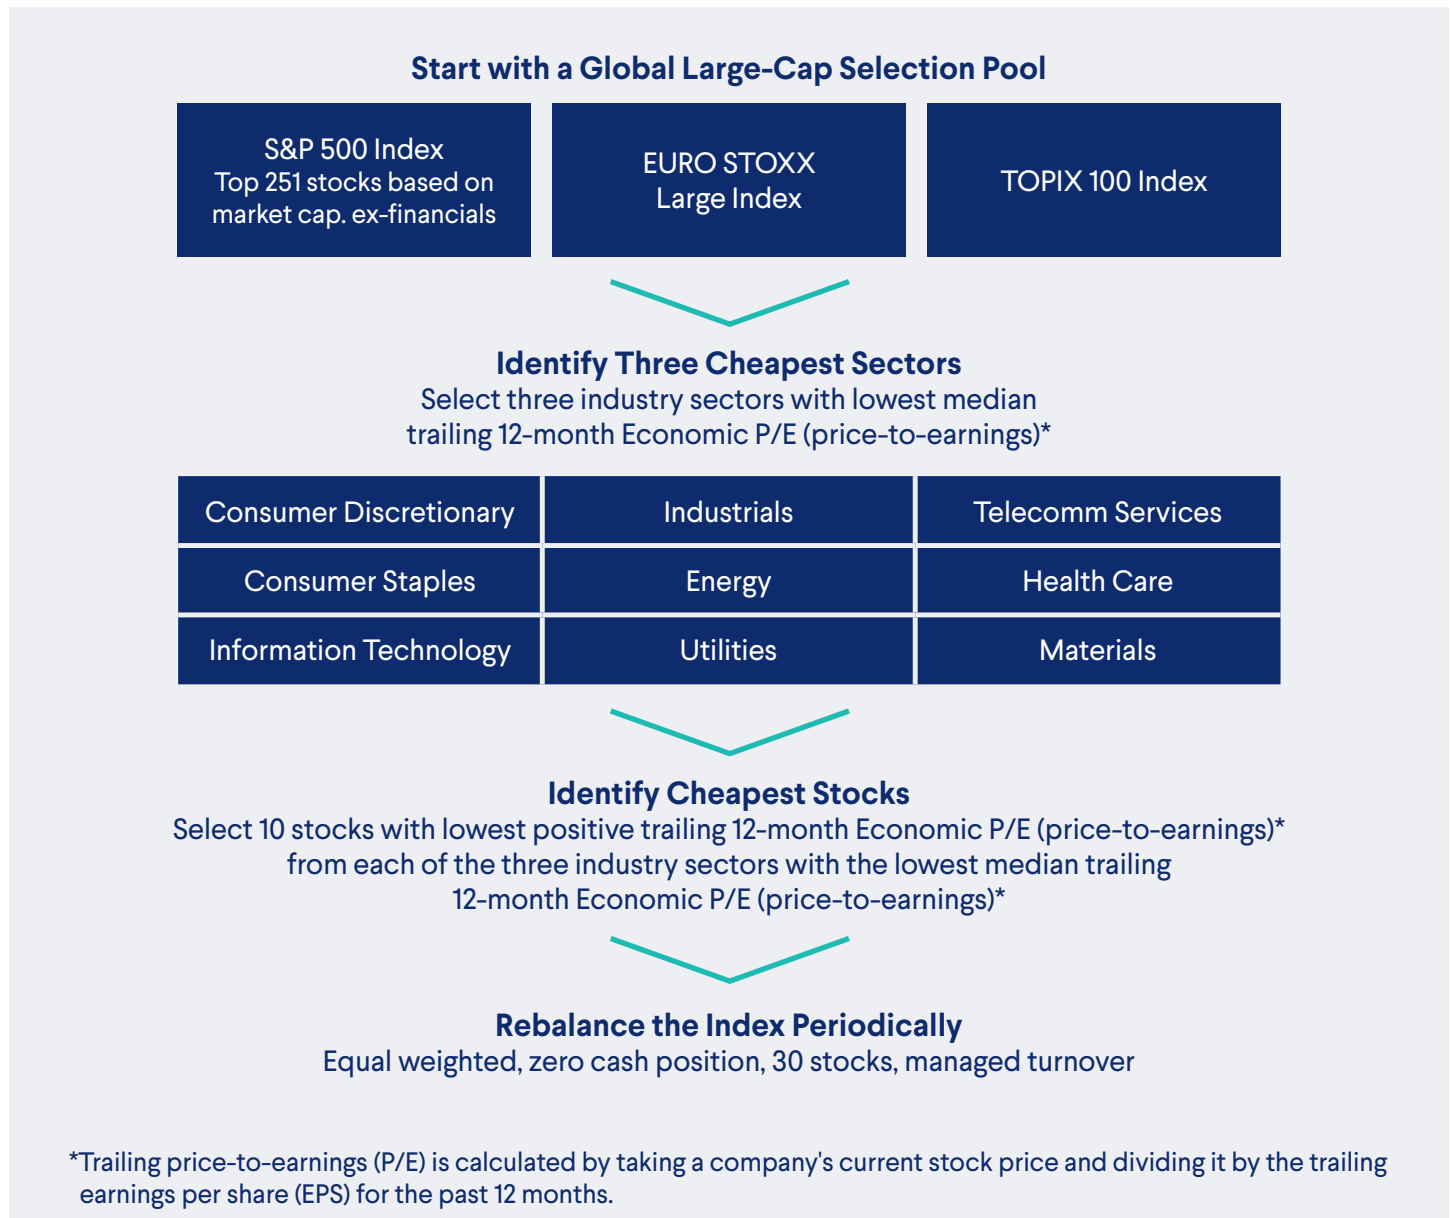 Start with a Global Large-Cap Selection Pool
S&P 500 Index
Top 251 stocks based on
market cap. ex-financials
EURO STOXX
Large Index
TOPIX 100 Index
Identify Three Cheapest Sectors
Select three industry sectors with lowest median
trailing 12-month Economic P/E (price-to-earnings)*
Consumer Discretionary
Industrials
Telecomm Services
Consumer Staples
Energy
Health Care
Information Technology
Utilities
Materials
Identify Cheapest Stocks
Select 10 stocks with lowest positive trailing 12-month Economic P/E (price-to-earnings)*
from each of the three industry sectors with the lowest median trailing
12-month Economic P/E (price-to-earnings)*
Rebalance the Index Periodically
Equal weighted, zero cash position, 30 stocks, managed turnover
*Trailing price-to-earnings (P/E) is calculated by taking a company's current stock price and dividing it by the trailing
earnings per share (EPS) for the past 12 months.